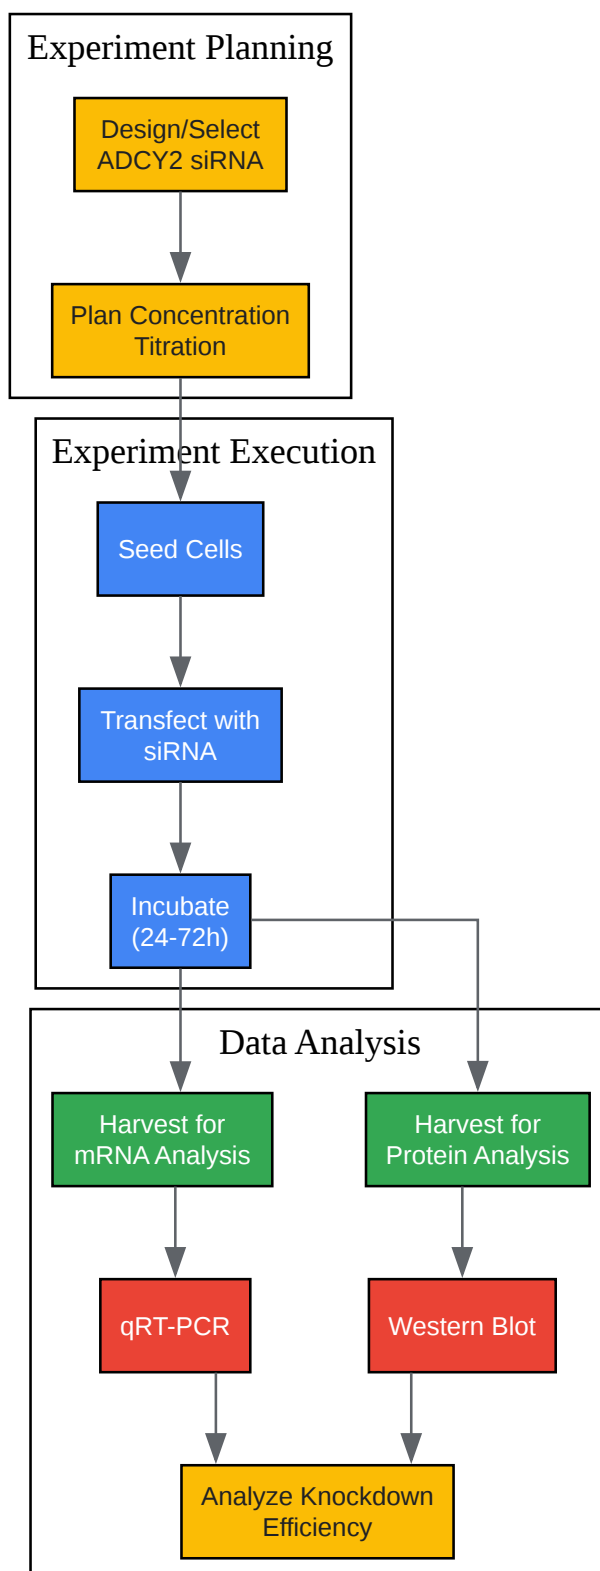 Experiment Planning
Design/Select
ADCY2 siRNA
Plan Concentration
Titration
Experiment Execution
Seed Cells
Transfect with
siRNA
Incubate
(24-72h)
Data Analysis
Harvest for
mRNA Analysis
Harvest for
Protein Analysis
qRT-PCR
Western Blot
Analyze Knockdown
Efficiency